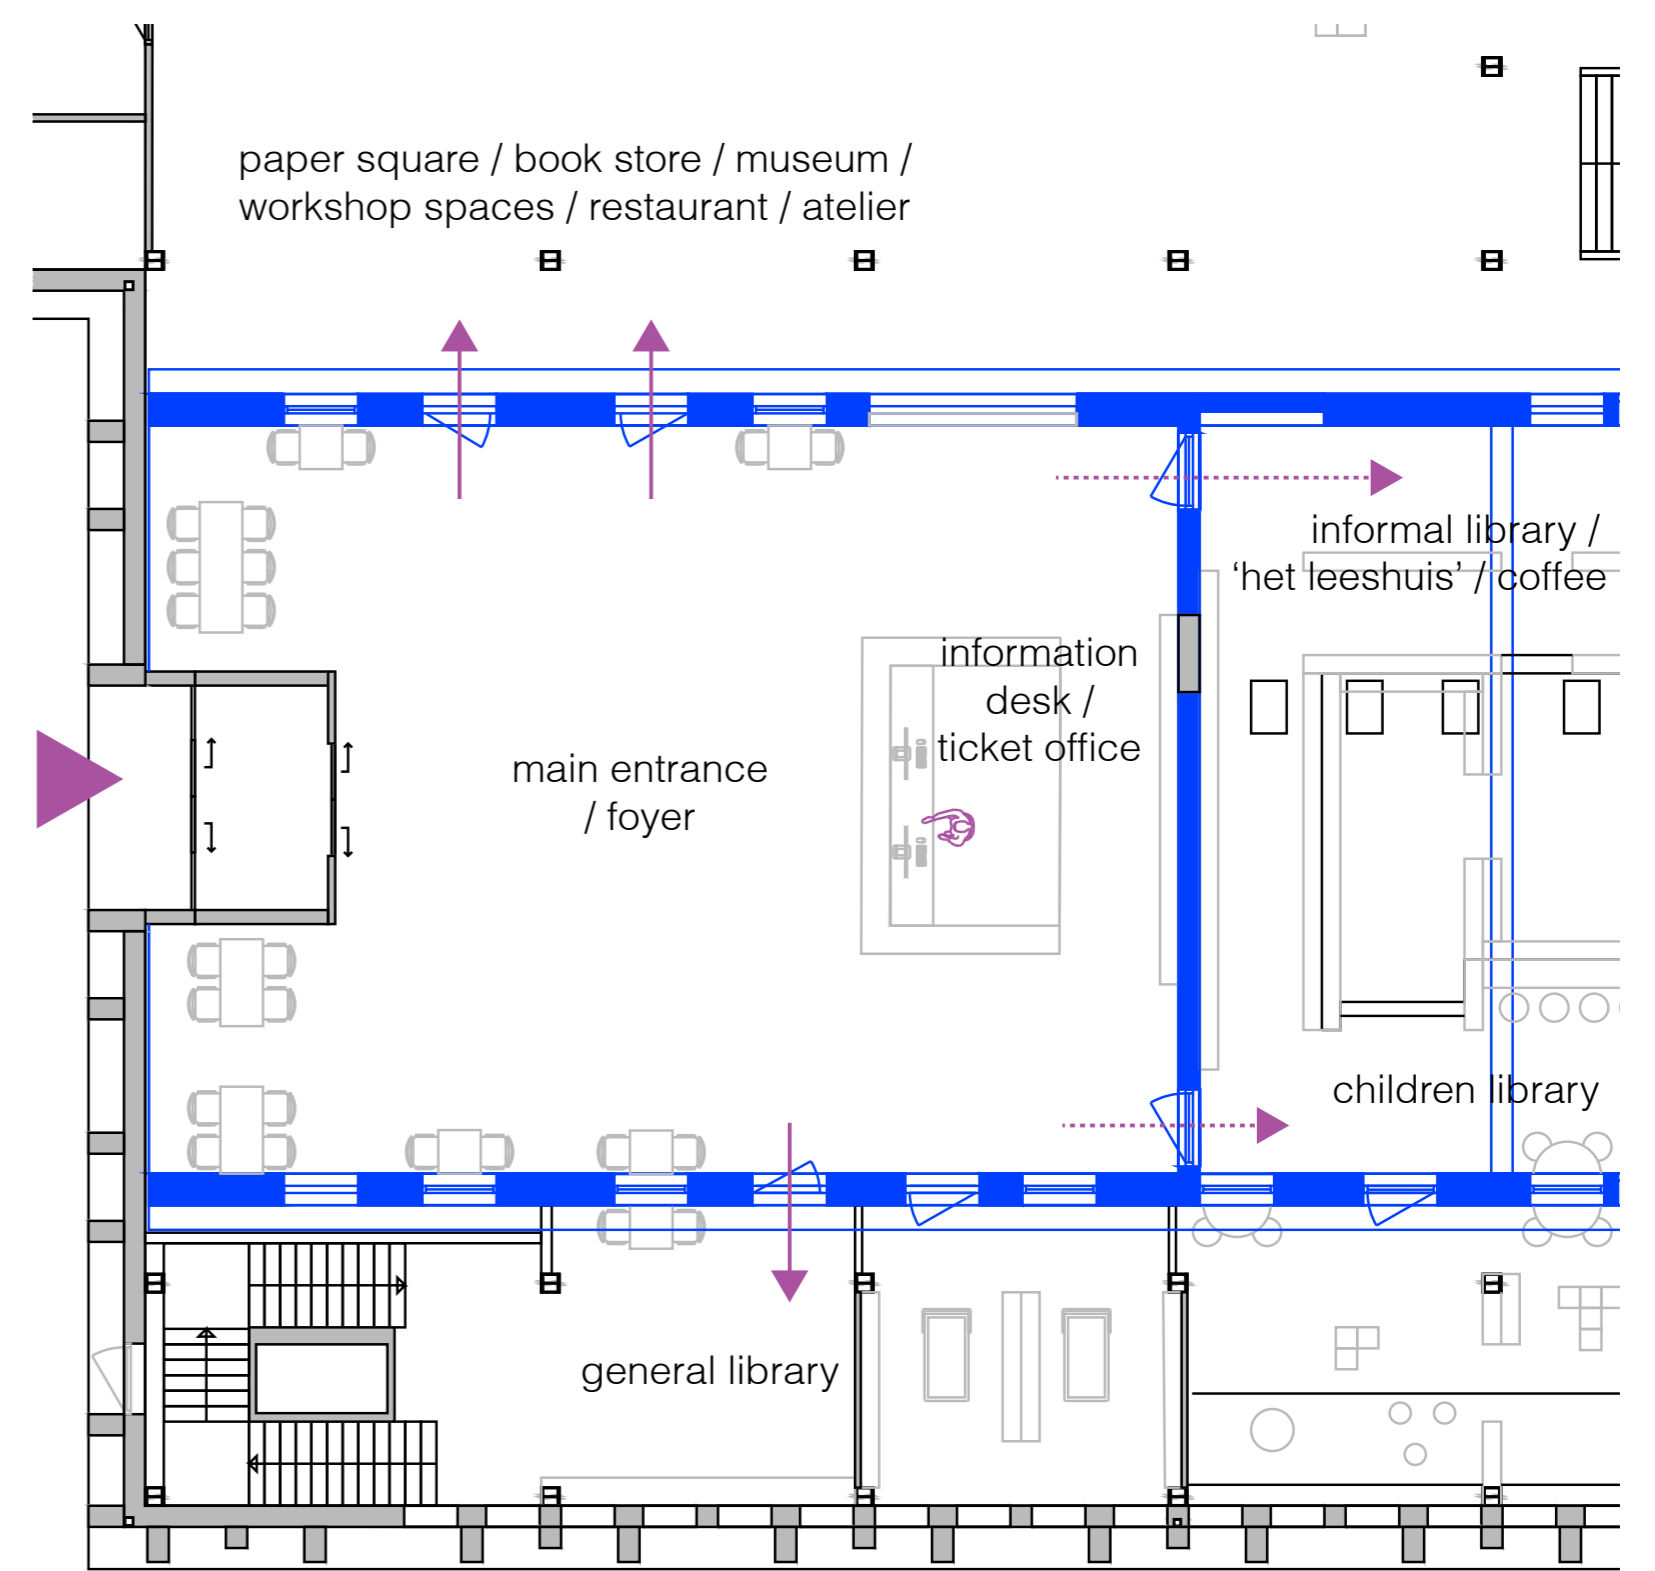 paper square / book store / museum /
workshop spaces / restaurant / atelier
informal library /
‘het leeshuis’ / coffee
information
desk /
ticket office
main entrance
/ foyer
children library
general library